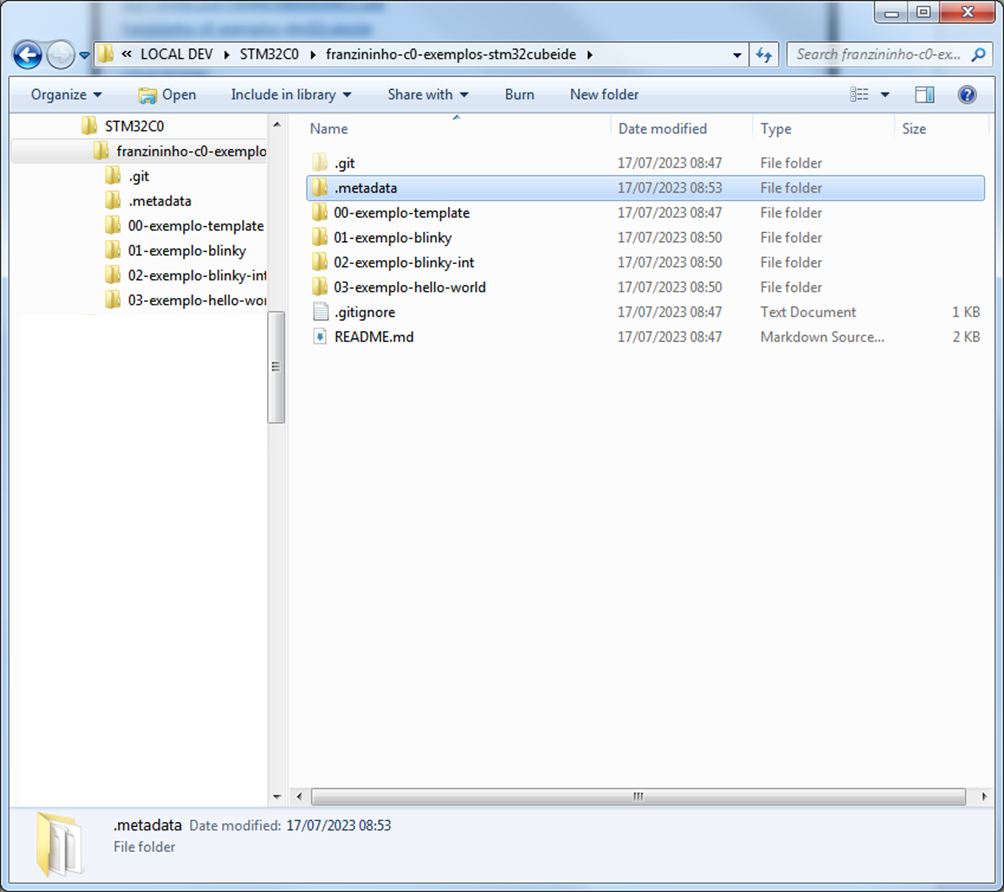 « LOCAL DEV ▸ STM32C0 ▸ franzininho-c0-exemplos-stm32cubeide ▸
Search franzininho-c0-ex...
Organize Open Include in library Share with Burn New folder
STM32C0
franzininho-c0-exemplo
.git
.metadata
00-exemplo-template
01-exemplo-blinky
02-exemplo-blinky-int
03-exemplo-hello-wor
Name Date modified Type Size
.git 17/07/2023 08:47 File folder
.metadata 17/07/2023 08:53 File folder
00-exemplo-template 17/07/2023 08:47 File folder
01-exemplo-blinky 17/07/2023 08:50 File folder
02-exemplo-blinky-int 17/07/2023 08:50 File folder
03-exemplo-hello-world 17/07/2023 08:50 File folder
.gitignore 17/07/2023 08:47 Text Document 1 KB
README.md 17/07/2023 08:47 Markdown Source... 2 KB
.metadata Date modified: 17/07/2023 08:53
File folder